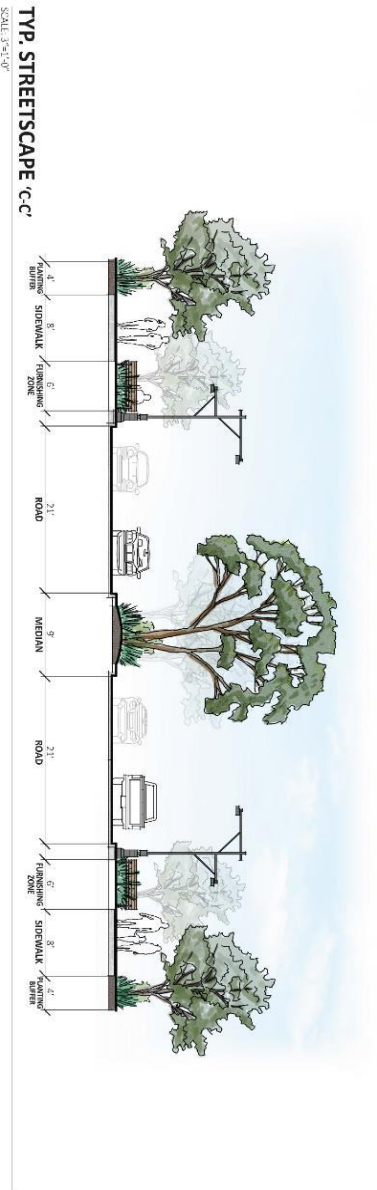 TYP. STREETSCAPE 'C-C'
SCALE: 3"=1'-0"
4'
PLANTING
BUFFER
8'
SIDEWALK
6'
FURNISHING
ZONE
21'
ROAD
9'
MEDIAN
21'
ROAD
6'
FURNISHING
ZONE
8'
SIDEWALK
4'
PLANTING
BUFFER